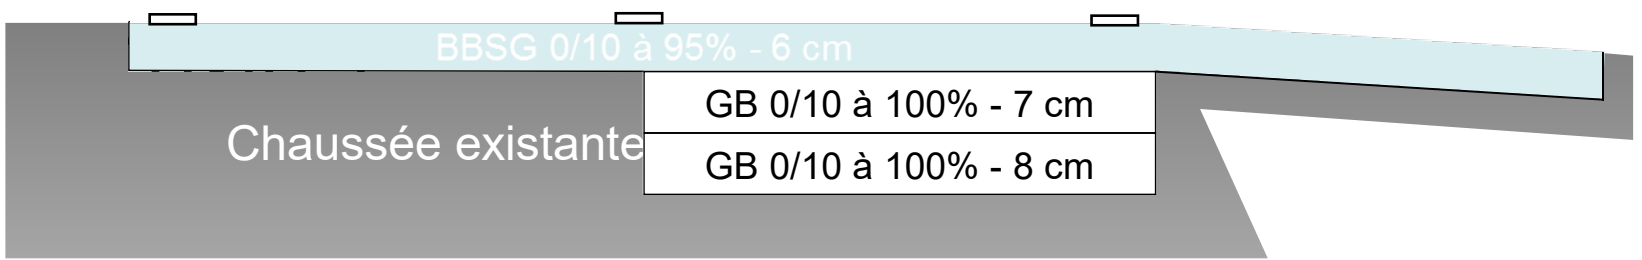 BBSG 0/10 à 95% - 6 cm
GB 0/10 à 100% - 7 cm
Chaussée existante
GB 0/10 à 100% - 8 cm